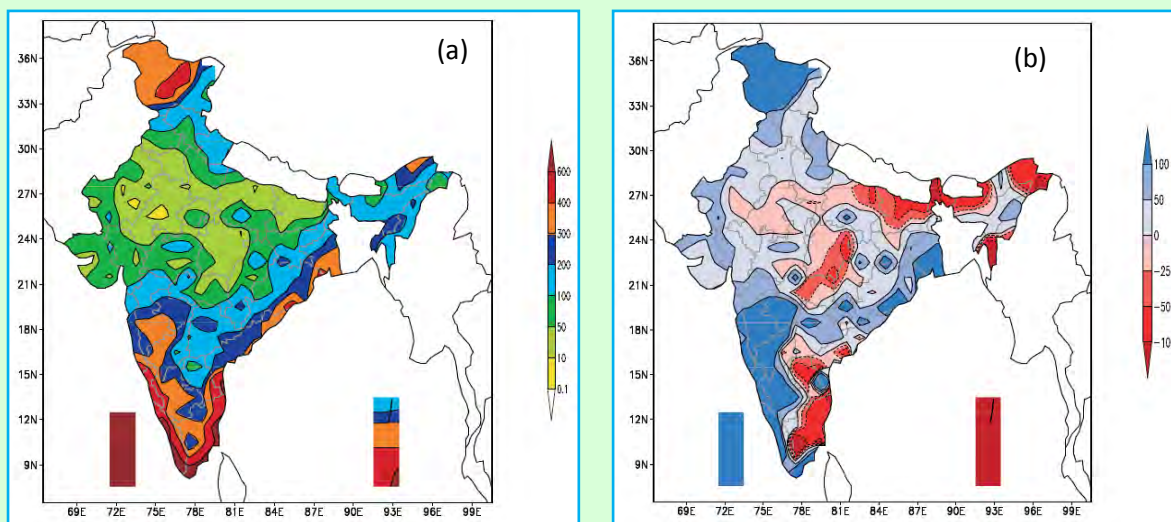 (a)
36N
33N
30N
27N
24N
21N
18N
15N
12N
9N
69E 72E 75E 78E 81E 84E 87E 90E 93E 96E 99E
600
400
300
200
100
50
10
0.1
(b)
36N
33N
30N
27N
24N
21N
18N
15N
12N
9N
69E 72E 75E 78E 81E 84E 87E 90E 93E 96E 99E
100
50
0
-25
-50
-10